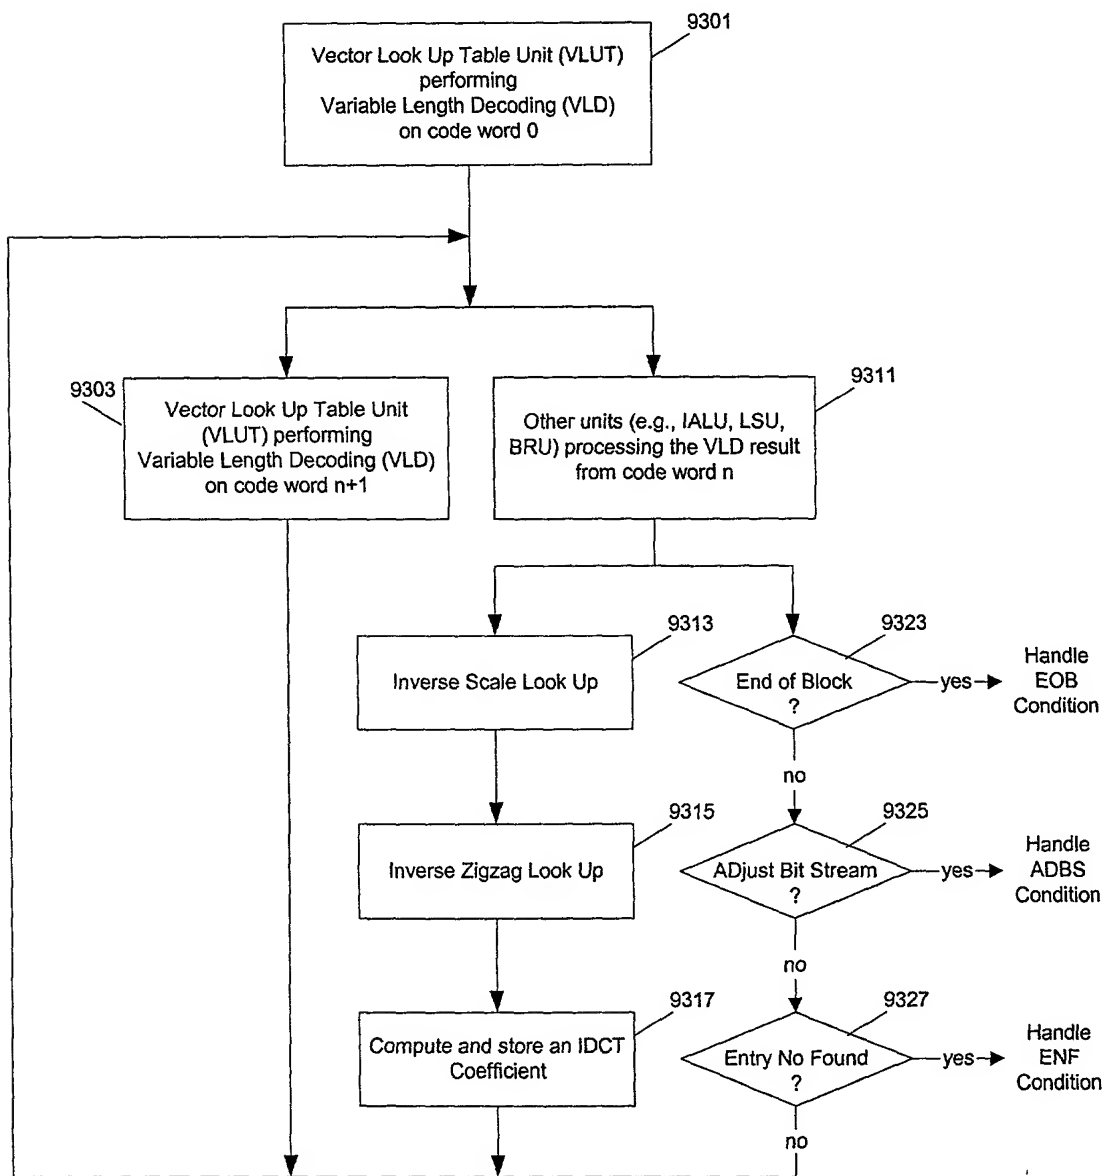 9301
Vector Look Up Table Unit (VLUT)
performing
Variable Length Decoding (VLD)
on code word 0
9303
Vector Look Up Table Unit
(VLUT) performing
Variable Length Decoding (VLD)
on code word n+1
9311
Other units (e.g., IALU, LSU,
BRU) processing the VLD result
from code word n
9313
Inverse Scale Look Up
9323
End of Block
?
yes
Handle
EOB
Condition
no
9315
Inverse Zigzag Look Up
9325
ADjust Bit Stream
?
yes
Handle
ADBS
Condition
no
9317
Compute and store an IDCT
Coefficient
9327
Entry No Found
?
yes
Handle
ENF
Condition
no